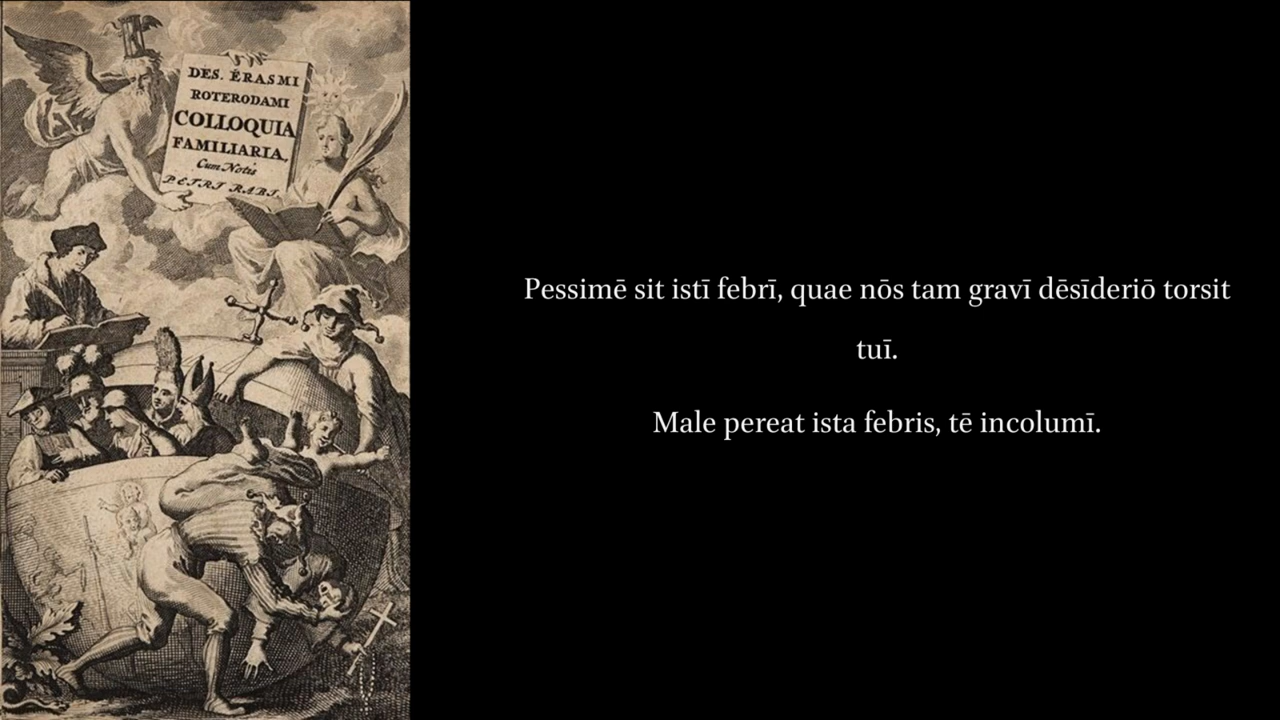 DES. ÉRASMI
ROTERODAMI
COLLOQUIA
FAMILIARIA,
Cum Notis
PETRI RABI.
Pessimē sit istī febrī, quae nōs tam gravī dēsīderiō torsit
tuī.
Male pereat ista febris, tē incolumī.